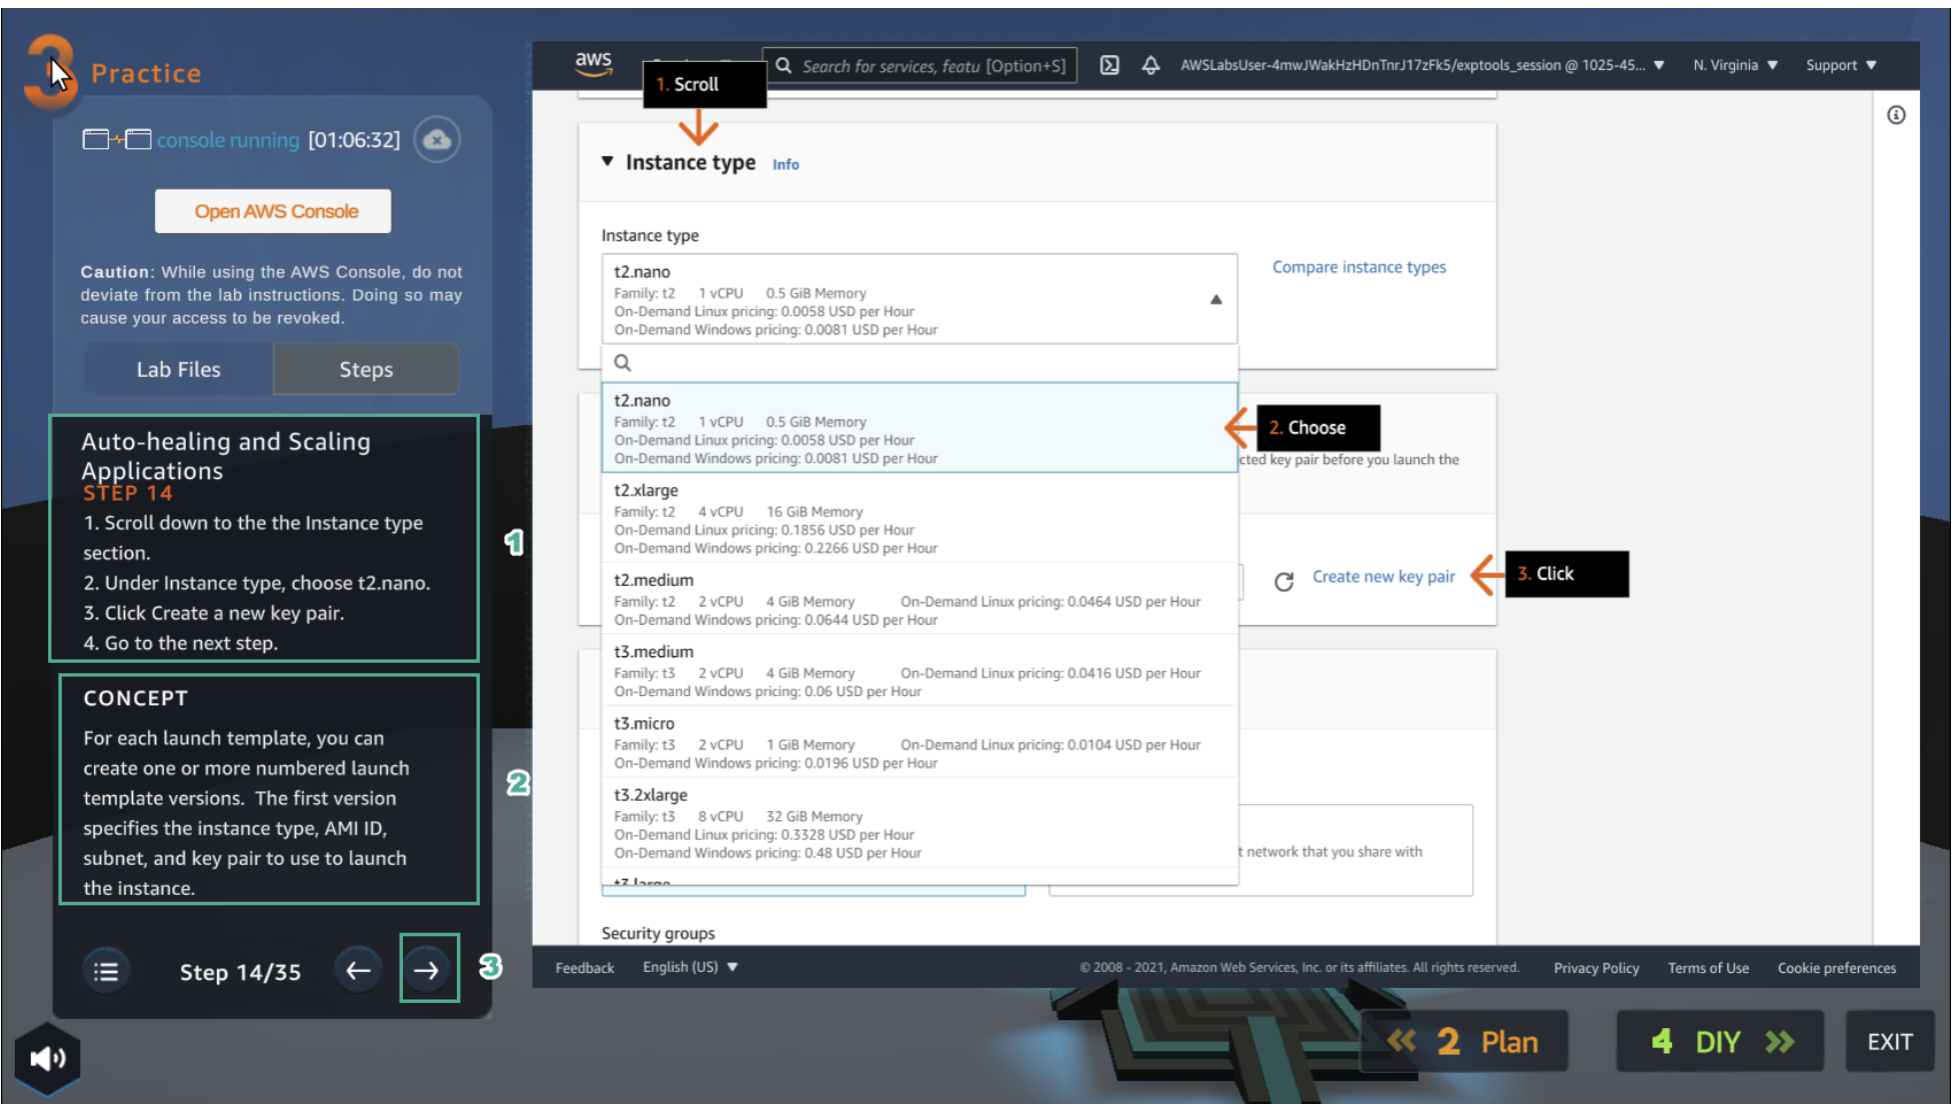 3 Practice
console running [01:06:32]
Open AWS Console
Caution: While using the AWS Console, do not
deviate from the lab instructions. Doing so may
cause your access to be revoked.
Lab Files
Steps
Auto-healing and Scaling
Applications
STEP 14
1. Scroll down to the the Instance type
section.
2. Under Instance type, choose t2.nano.
3. Click Create a new key pair.
4. Go to the next step.
1
CONCEPT
For each launch template, you can
create one or more numbered launch
template versions. The first version
specifies the instance type, AMI ID,
subnet, and key pair to use to launch
the instance.
2
Step 14/35
3
aws
Search for services, featu [Option+S]
AWSLabsUser-4mwJWakHzHDnTnrJ17zFk5/exptools_session @ 1025-45...
N. Virginia
Support
1. Scroll
Instance type Info
Instance type
t2.nano
Family: t2 1 vCPU 0.5 GiB Memory
On-Demand Linux pricing: 0.0058 USD per Hour
On-Demand Windows pricing: 0.0081 USD per Hour
Compare instance types
t2.nano
Family: t2 1 vCPU 0.5 GiB Memory
On-Demand Linux pricing: 0.0058 USD per Hour
On-Demand Windows pricing: 0.0081 USD per Hour
2. Choose
cted key pair before you launch the
t2.xlarge
Family: t2 4 vCPU 16 GiB Memory
On-Demand Linux pricing: 0.1856 USD per Hour
On-Demand Windows pricing: 0.2266 USD per Hour
t2.medium
Family: t2 2 vCPU 4 GiB Memory On-Demand Linux pricing: 0.0464 USD per Hour
On-Demand Windows pricing: 0.0644 USD per Hour
Create new key pair
3. Click
t3.medium
Family: t3 2 vCPU 4 GiB Memory On-Demand Linux pricing: 0.0416 USD per Hour
On-Demand Windows pricing: 0.06 USD per Hour
t3.micro
Family: t3 2 vCPU 1 GiB Memory On-Demand Linux pricing: 0.0104 USD per Hour
On-Demand Windows pricing: 0.0196 USD per Hour
t3.2xlarge
Family: t3 8 vCPU 32 GiB Memory
On-Demand Linux pricing: 0.3328 USD per Hour
On-Demand Windows pricing: 0.48 USD per Hour
t network that you share with
t3.large
Security groups
Feedback
English (US)
© 2008 - 2021, Amazon Web Services, Inc. or its affiliates. All rights reserved.
Privacy Policy
Terms of Use
Cookie preferences
2 Plan
4 DIY
EXIT